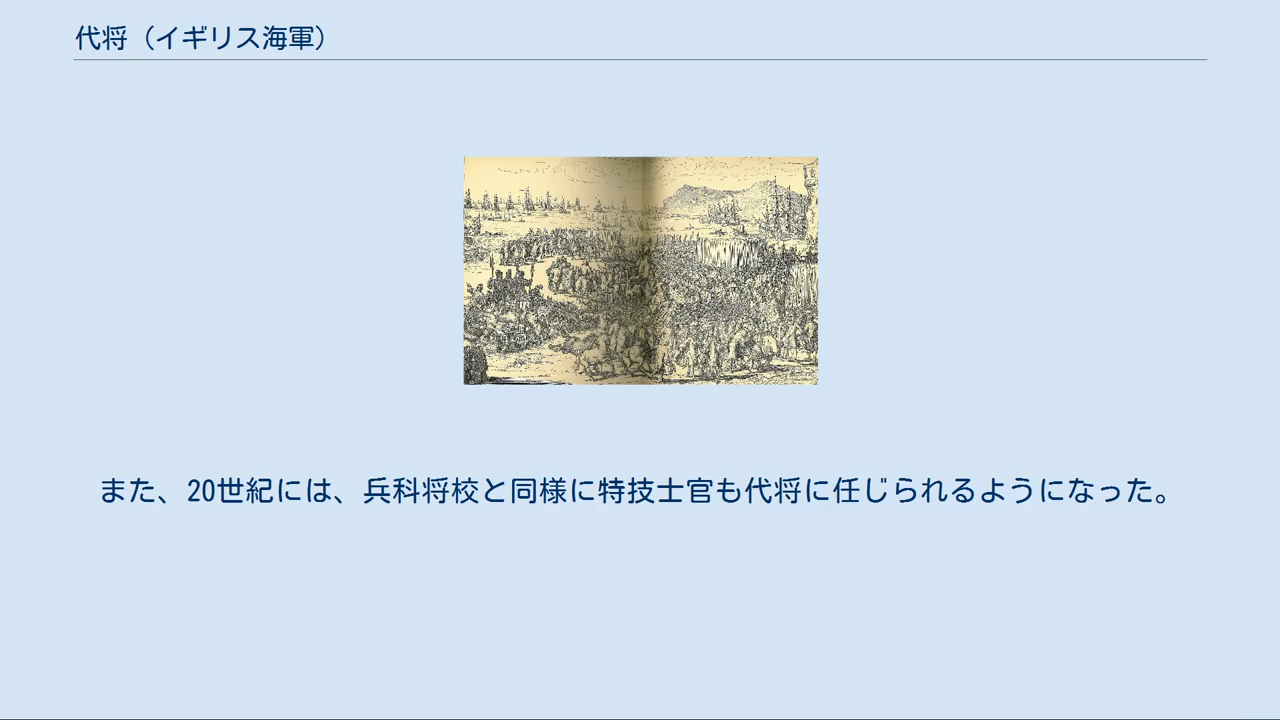 代将（イギリス海軍）
また、20世紀には、兵科将校と同様に特技士官も代将に任じられるようになった。